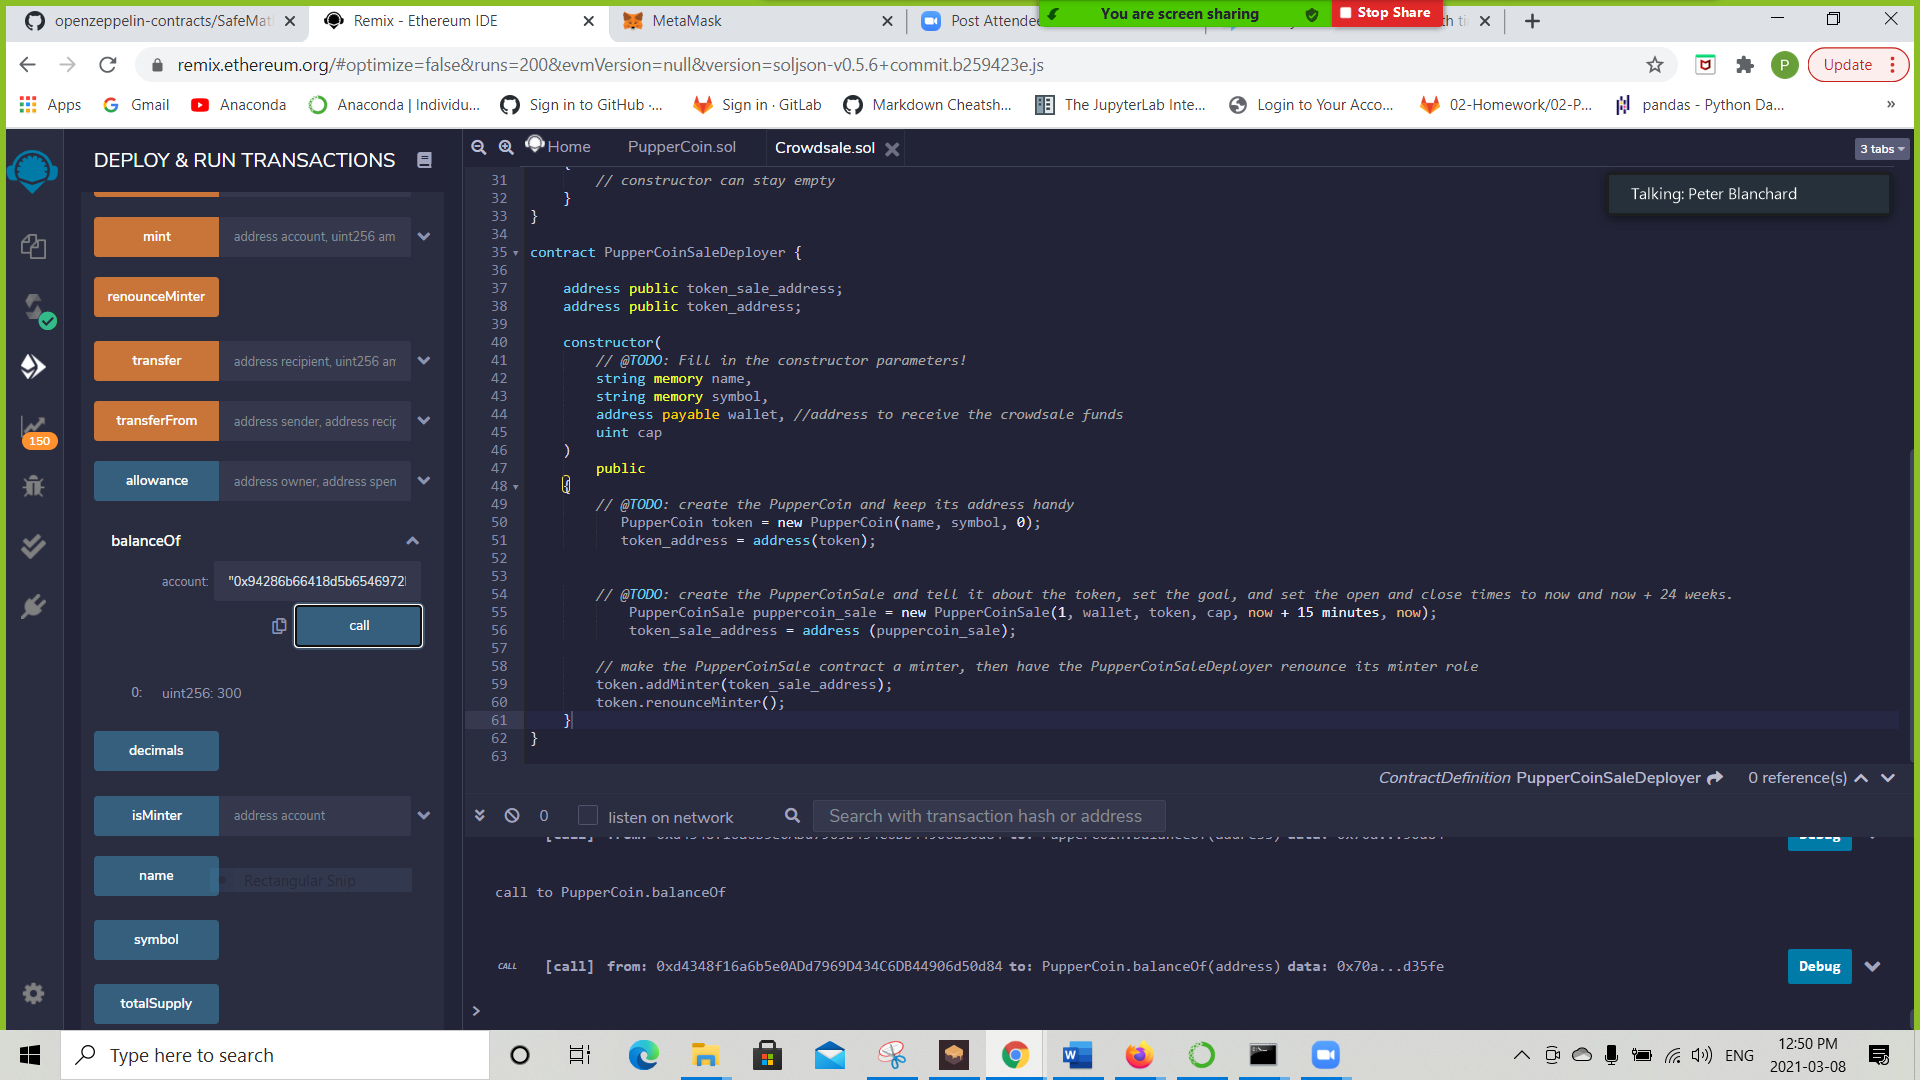 openzeppelin-contracts/SafeMat
Remix - Ethereum IDE
MetaMask
Post Attendee
You are screen sharing
Stop Share
remix.ethereum.org/#optimize=false&runs=200&evmVersion=null&version=soljson-v0.5.6+commit.b259423e.js
P
Update
Apps
Gmail
Anaconda
Anaconda | Individu...
Sign in to GitHub ·...
Sign in · GitLab
Markdown Cheatsh...
The JupyterLab Inte...
Login to Your Acco...
02-Homework/02-P...
pandas - Python Da...
»
DEPLOY & RUN TRANSACTIONS
Home
PupperCoin.sol
Crowdsale.sol
3 tabs
Talking: Peter Blanchard
mint
address account, uint256 am
renounceMinter
transfer
address recipient, uint256 am
transferFrom
address sender, address recip
150
allowance
address owner, address spen
balanceOf
account:
"0x94286b66418d5b6546972
call
0:
uint256: 300
decimals
isMinter
address account
name
Rectangular Snip
symbol
totalSupply
31 // constructor can stay empty
32 }
33 }
34
35 contract PupperCoinSaleDeployer {
36
37 address public token_sale_address;
38 address public token_address;
39
40 constructor(
41 // @TODO: Fill in the constructor parameters!
42 string memory name,
43 string memory symbol,
44 address payable wallet, //address to receive the crowdsale funds
45 uint cap
46 )
47 public
48 {
49 // @TODO: create the PupperCoin and keep its address handy
50 PupperCoin token = new PupperCoin(name, symbol, 0);
51 token_address = address(token);
52
53
54 // @TODO: create the PupperCoinSale and tell it about the token, set the goal, and set the open and close times to now and now + 24 weeks.
55 PupperCoinSale puppercoin_sale = new PupperCoinSale(1, wallet, token, cap, now + 15 minutes, now);
56 token_sale_address = address (puppercoin_sale);
57
58 // make the PupperCoinSale contract a minter, then have the PupperCoinSaleDeployer renounce its minter role
59 token.addMinter(token_sale_address);
60 token.renounceMinter();
61 }
62 }
63
ContractDefinition PupperCoinSaleDeployer
0 reference(s)
0
listen on network
Search with transaction hash or address
call to PupperCoin.balanceOf
CALL
[call] from: 0xd4348f16a6b5e0ADd7969D434C6DB44906d50d84 to: PupperCoin.balanceOf(address) data: 0x70a...d35fe
Debug
>
Type here to search
ENG
12:50 PM
2021-03-08